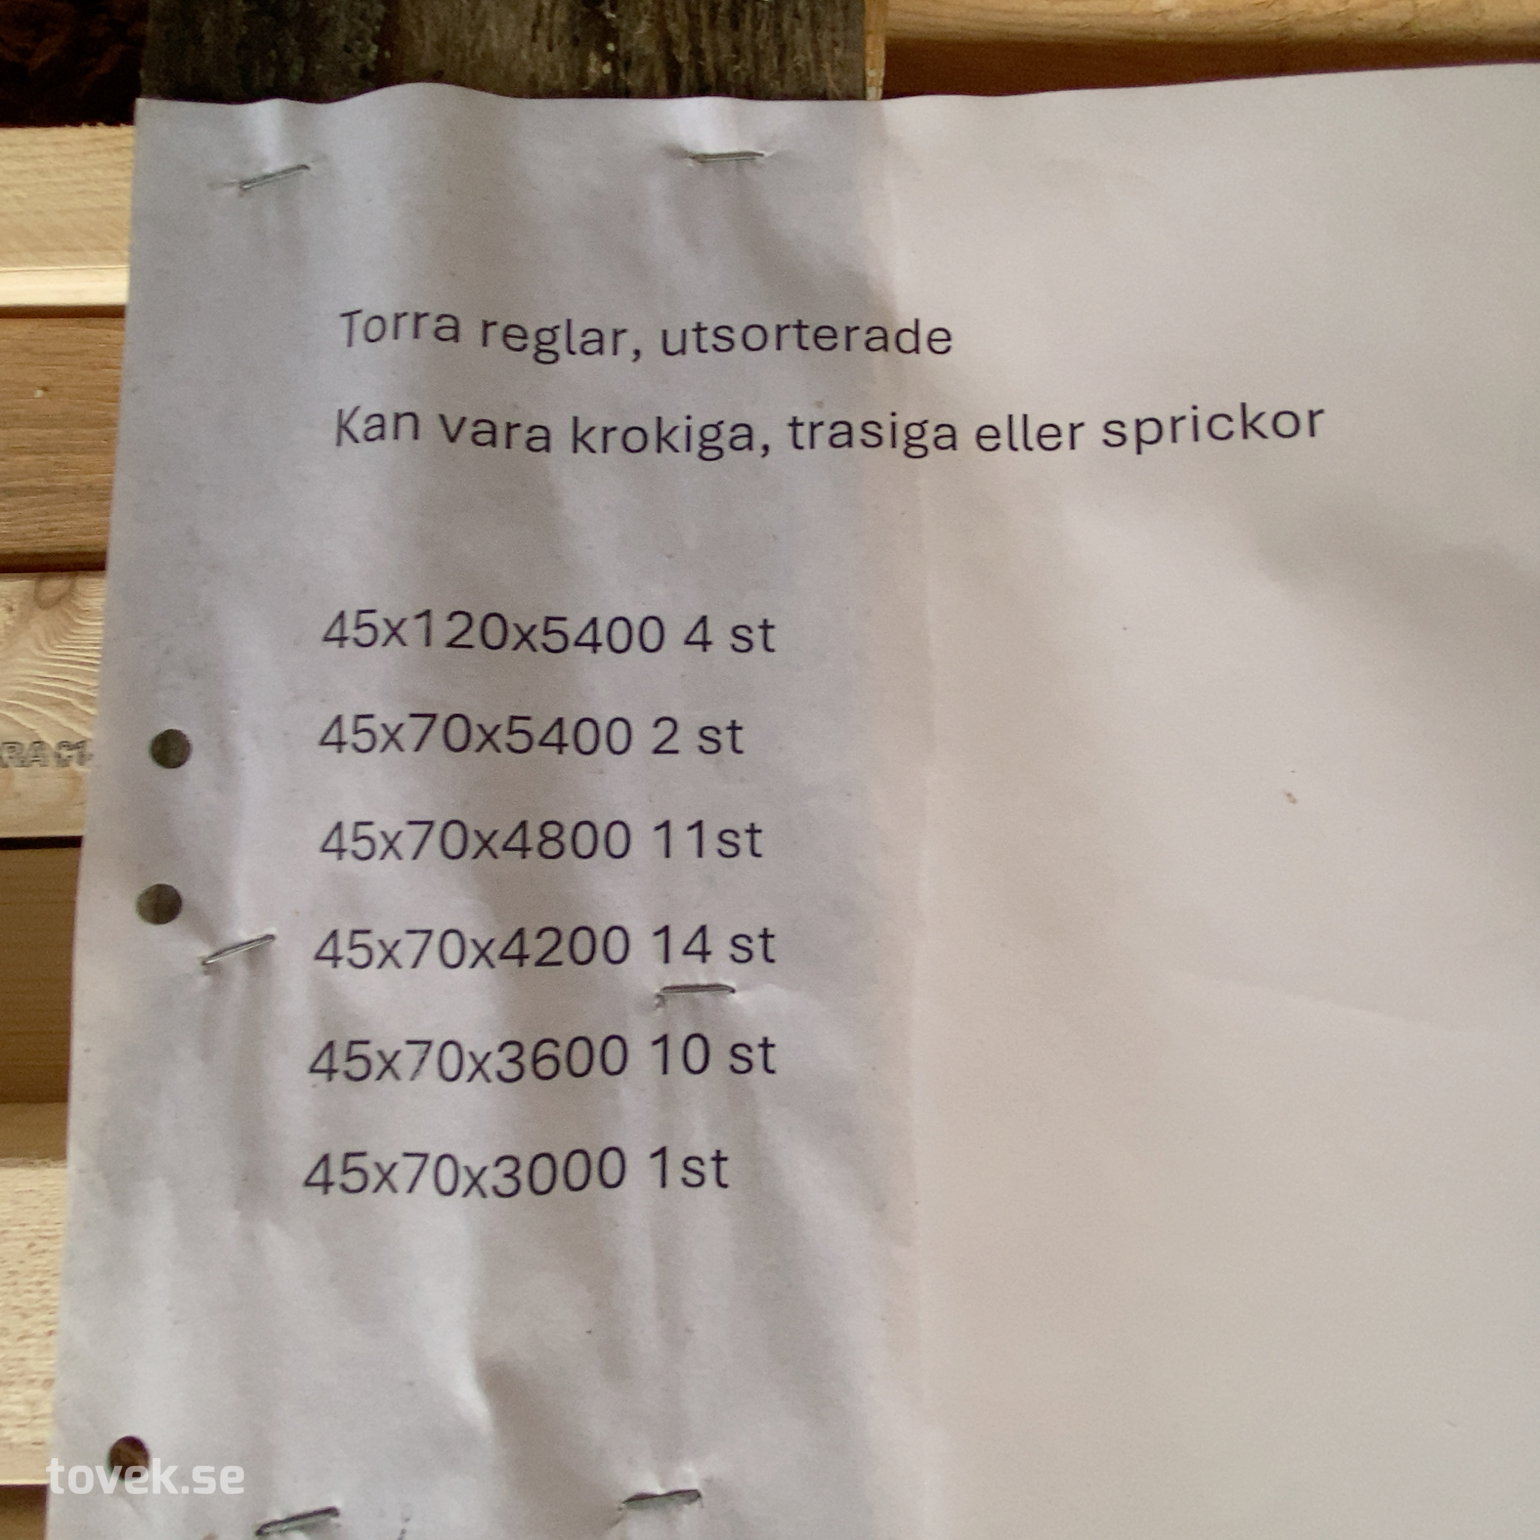 Torra reglar, utsorterade
Kan vara krokiga, trasiga eller sprickor
45x120x5400 4 st
45x70x5400 2 st
45x70x4800 11st
45x70x4200 14 st
45x70x3600 10 st
45x70x3000 1st
tovek.se